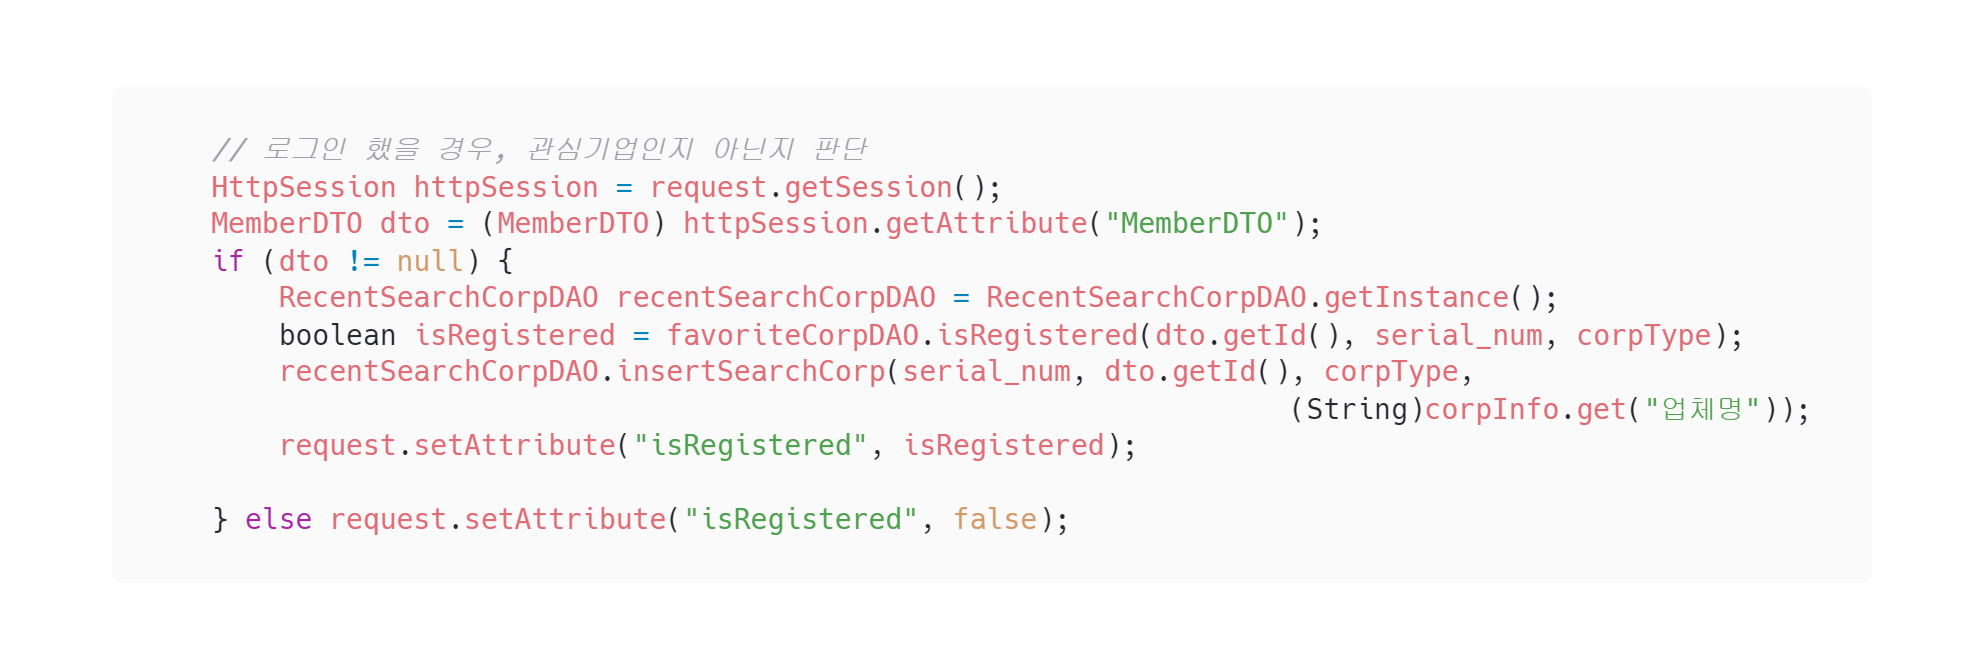 // 로그인 했을 경우, 관심기업인지 아닌지 판단
HttpSession httpSession = request.getSession();
MemberDTO dto = (MemberDTO) httpSession.getAttribute("MemberDTO");
if (dto != null) {
    RecentSearchCorpDAO recentSearchCorpDAO = RecentSearchCorpDAO.getInstance();
    boolean isRegistered = favoriteCorpDAO.isRegistered(dto.getId(), serial_num, corpType);
    recentSearchCorpDAO.insertSearchCorp(serial_num, dto.getId(), corpType,
                                                                (String)corpInfo.get("업체명"));
    request.setAttribute("isRegistered", isRegistered);
} else request.setAttribute("isRegistered", false);